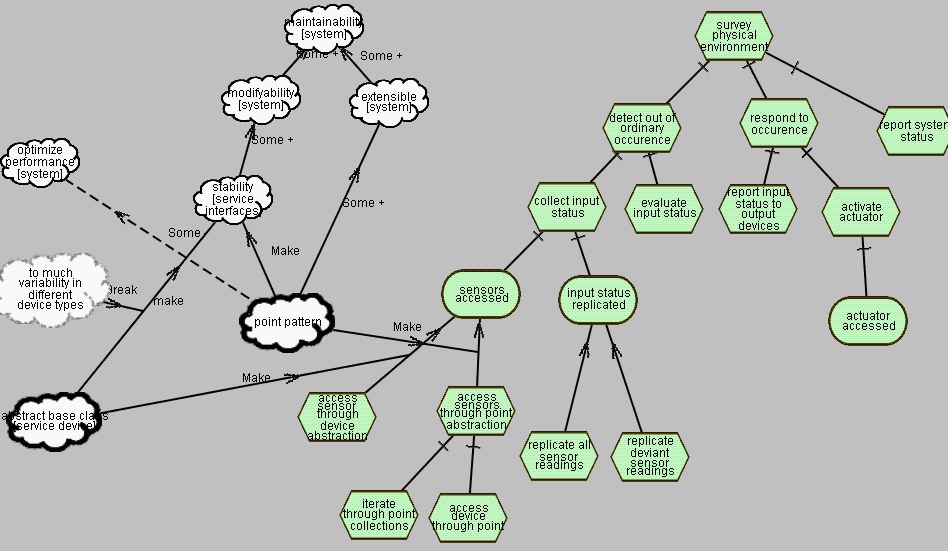 maintainability
[system]
Some +
Some +
modifyability
[system]
extensible
[system]
Some +
optimize
performance
[system]
stability
[service
interfaces]
Some +
Some
Make
to much
variability in
different
device types
make
point pattern
Make
Make
abstract base class
[service device]
survey
physical
environment
detect out of
ordinary
occurence
respond to
occurence
report system
status
collect input
status
evaluate
input status
report input
status to
output
devices
activate
actuator
sensors
accessed
input status
replicated
actuator
accessed
access
sensor
through
device
abstraction
access
sensors
through point
abstraction
replicate all
sensor
readings
replicate
deviant
sensor
readings
iterate
through point
collections
access
device
through point